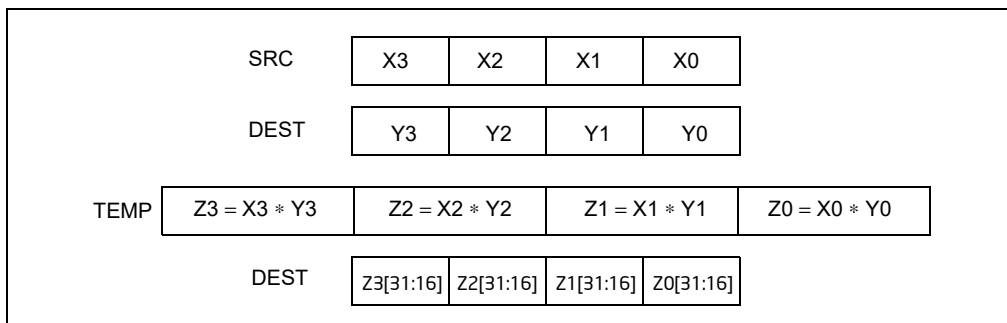 SRC X3 X2 X1 X0
DEST Y3 Y2 Y1 Y0
TEMP Z3 = X3 ∗ Y3 Z2 = X2 ∗ Y2 Z1 = X1 ∗ Y1 Z0 = X0 ∗ Y0
DEST Z3[31:16] Z2[31:16] Z1[31:16] Z0[31:16]